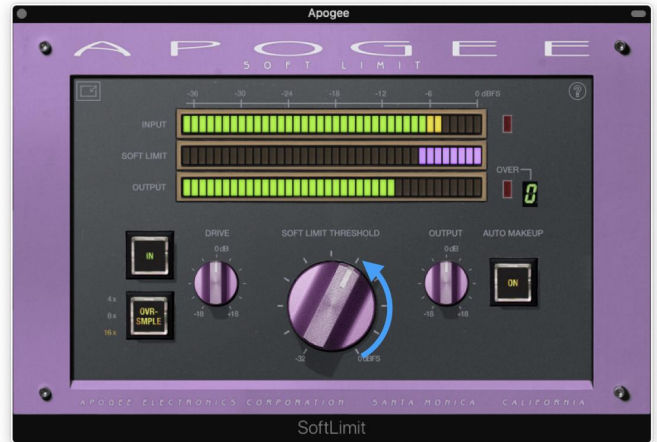 Apogee
APOGEE
SOFT LIMIT
-36 -30 -24 -18 -12 -6 0 dBFS
INPUT
SOFT LIMIT
OVER
OUTPUT
0
DRIVE SOFT LIMIT THRESHOLD OUTPUT AUTO MAKEUP
0dB 0dB
IN
ON
4x
8x
16x
OVR-
SMPLE
-18 +18 -18 +18
-32 0 dBFS
APOGEE ELECTRONICS CORPORATION SANTA MONICA CALIFORNIA
SoftLimit